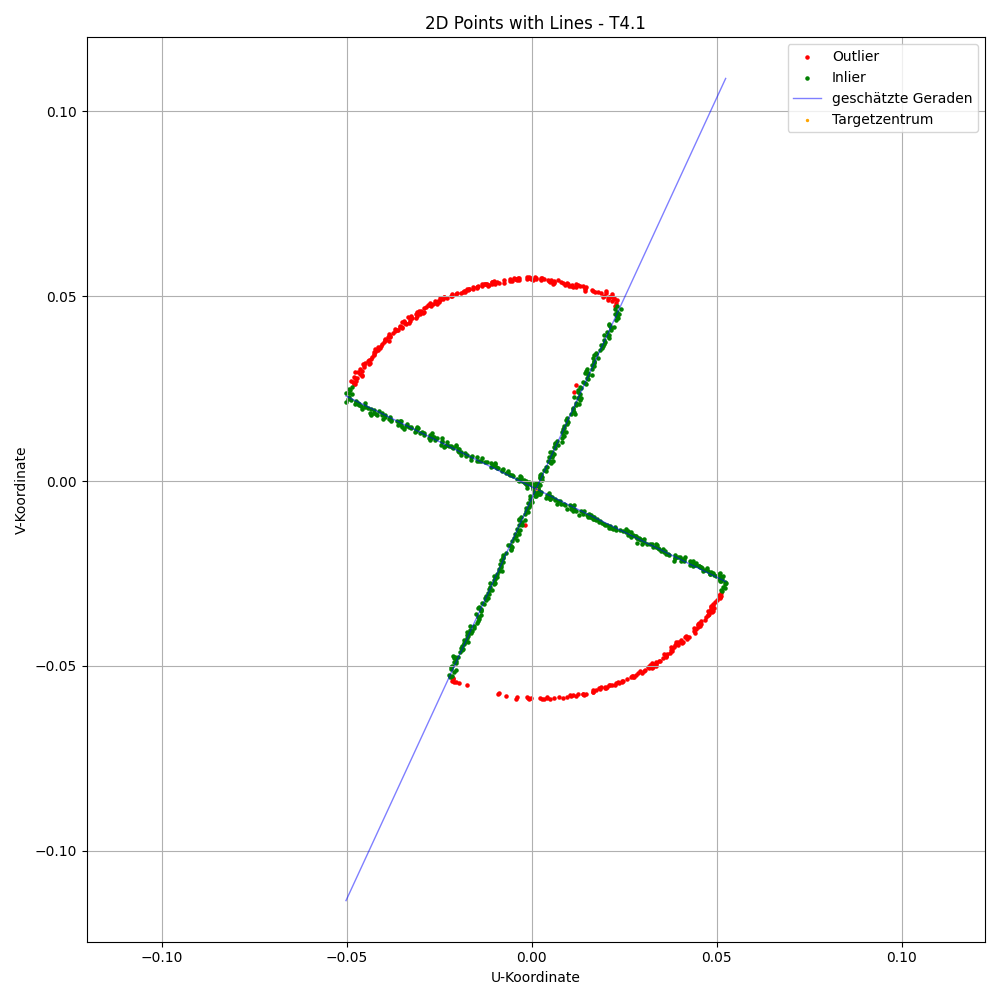 2D Points with Lines - T4.1
Outlier
Inlier
geschätzte Geraden
Targetzentrum
V-Koordinate
0.10
0.05
0.00
−0.05
−0.10
−0.10
−0.05
0.00
0.05
0.10
U-Koordinate